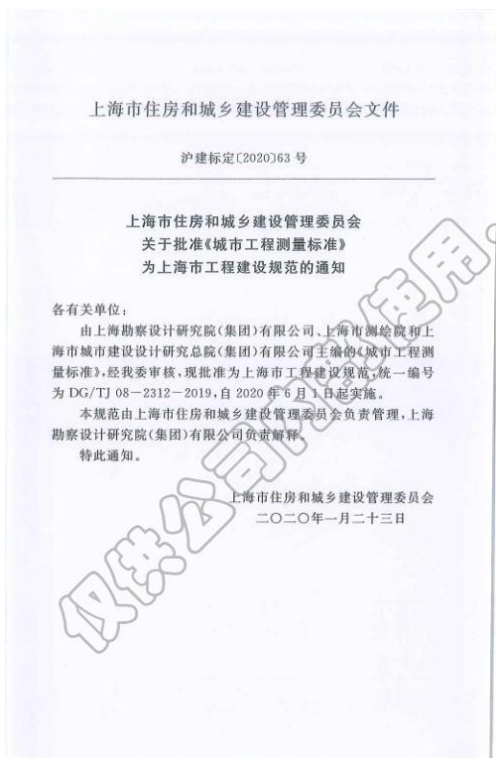 上海市住房和城乡建设管理委员会文件
沪建标定〔2020〕63 号
上海市住房和城乡建设管理委员会
关于批准《城市工程测量标准》
为上海市工程建设规范的通知
各有关单位：
由上海勘察设计研究院（集团）有限公司、上海市测绘院和上
海市城市建设设计研究总院（集团）有限公司主编的《城市工程测
量标准》，经我委审核，现批准为上海市工程建设规范，统一编号
为 DG/TJ 08－2312－2019，自 2020 年 6 月 1 日起实施。
本规范由上海市住房和城乡建设管理委员会负责管理，上海
勘察设计研究院（集团）有限公司负责解释。
特此通知。
上海市住房和城乡建设管理委员会
二〇二〇年一月二十三日
仅供公司内部使用